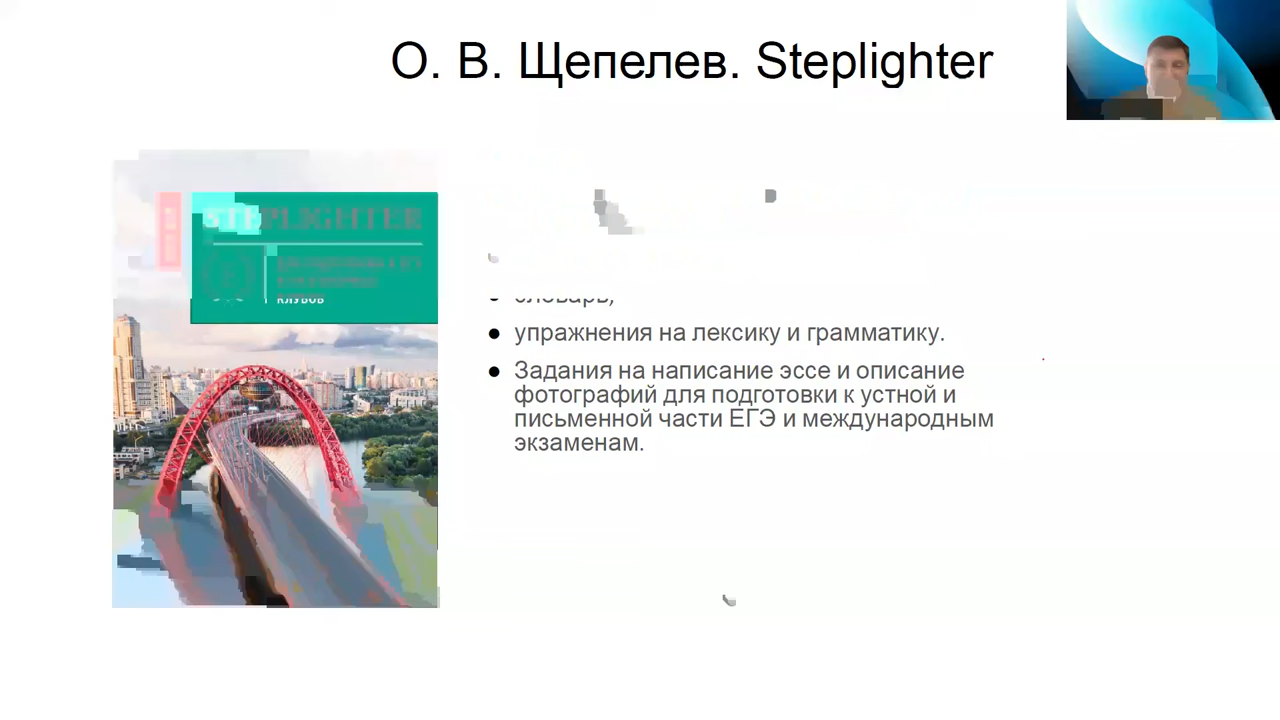 О. В. Щепелев. Steplighter
STEPLIGHTER
КЛУБОВ
словарь,
упражнения на лексику и грамматику.
Задания на написание эссе и описание
фотографий для подготовки к устной и
письменной части ЕГЭ и международным
экзаменам.